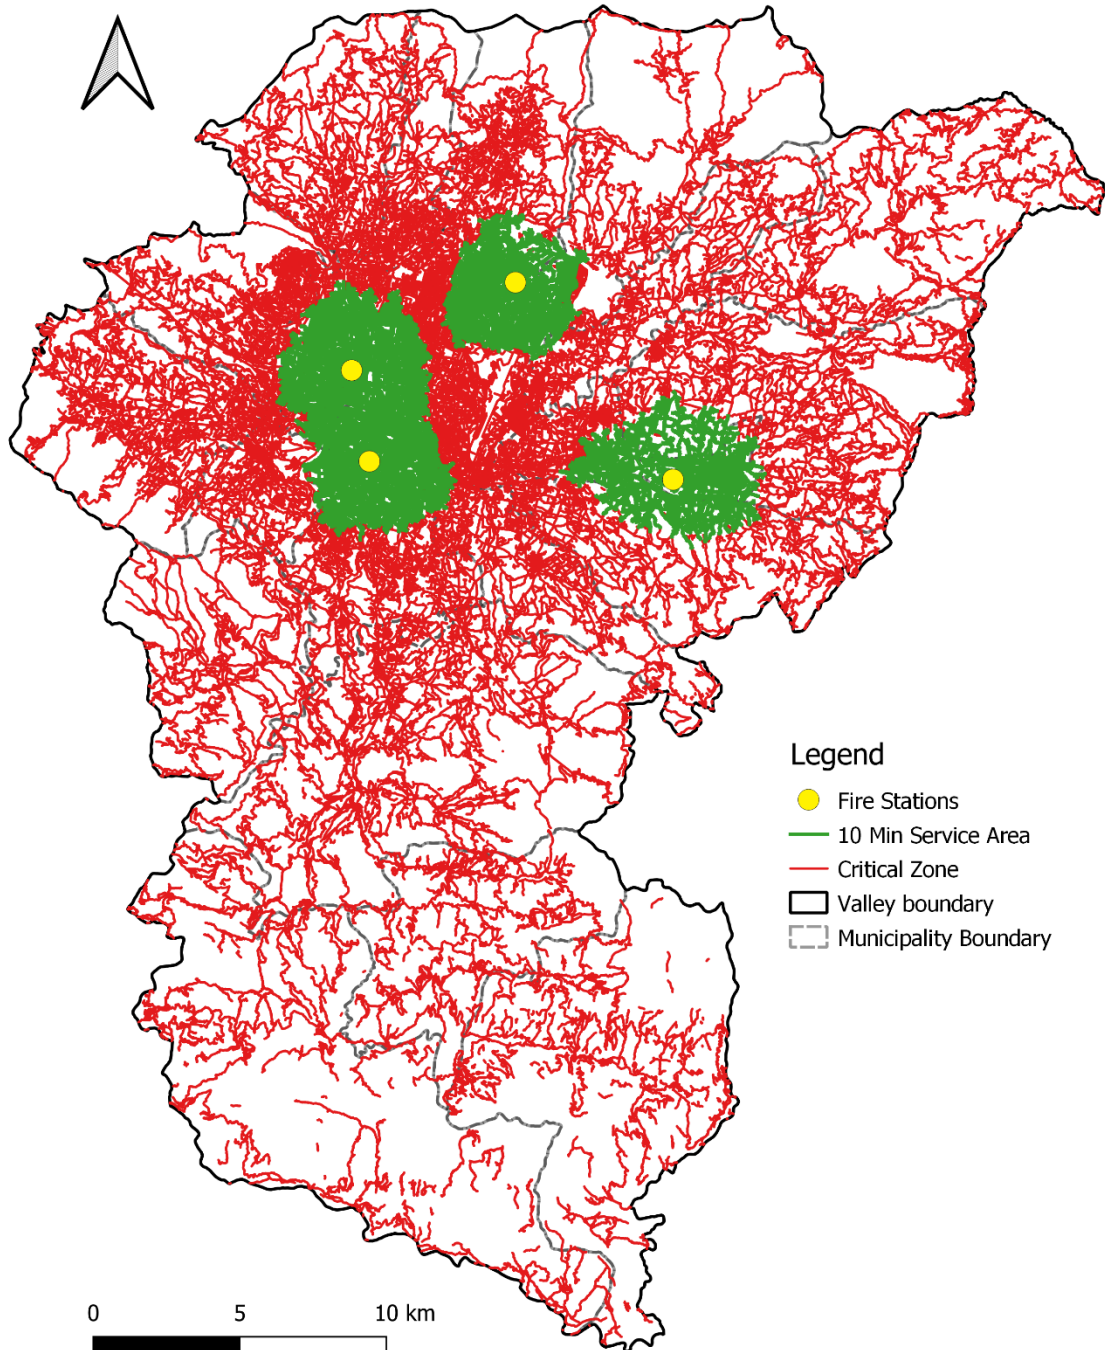 Legend
Fire Stations
10 Min Service Area
Critical Zone
Valley boundary
Municipality Boundary
0 5 10 km